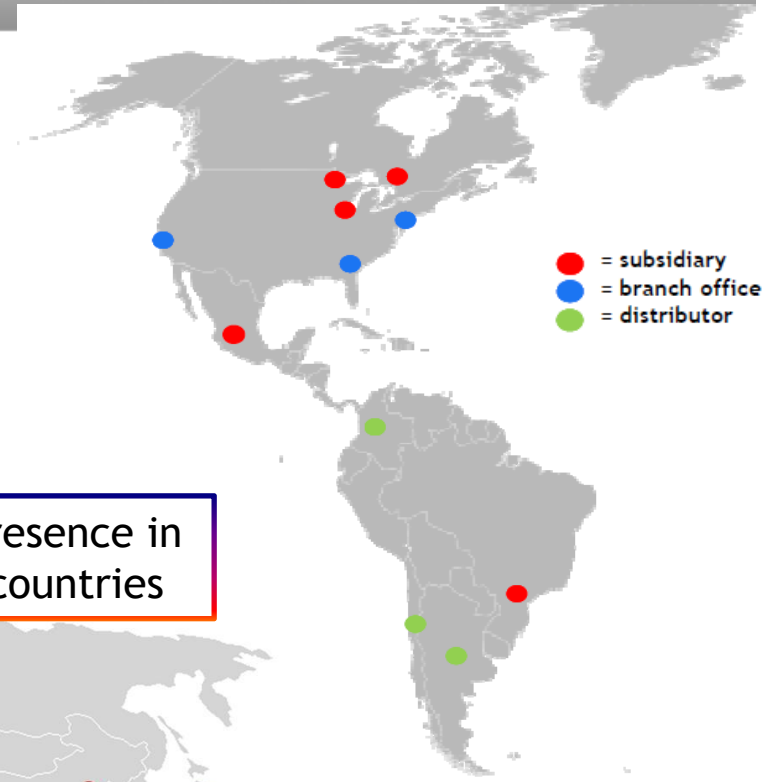 = subsidiary
= branch office
= distributor
resence in
countries